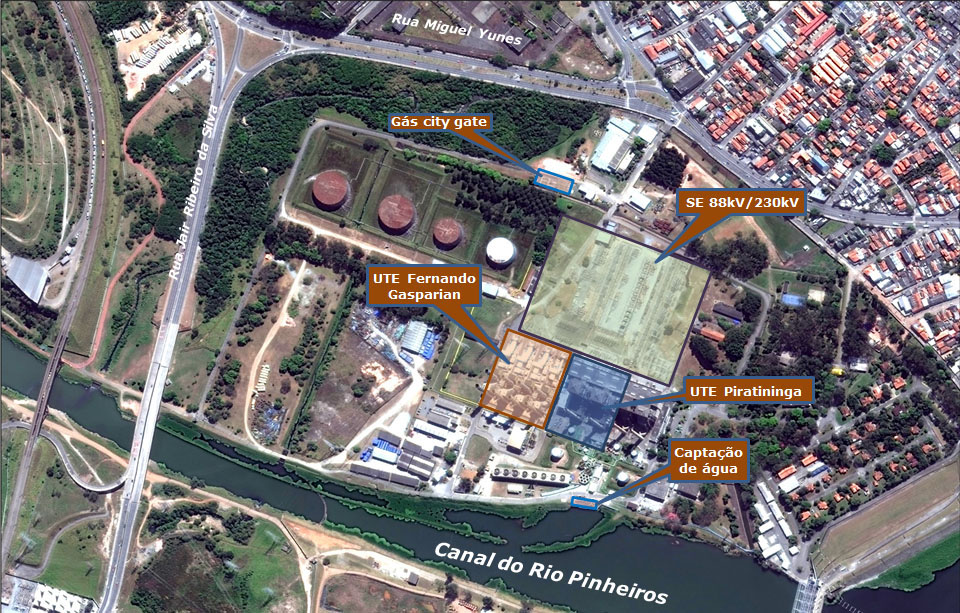 Rua Miguel Yunes
Gás city gate
Rua Jair Ribeiro da Silva
SE 88kV/230kV
UTE Fernando
Gasparian
UTE Piratininga
Captação
de água
Canal do Rio Pinheiros